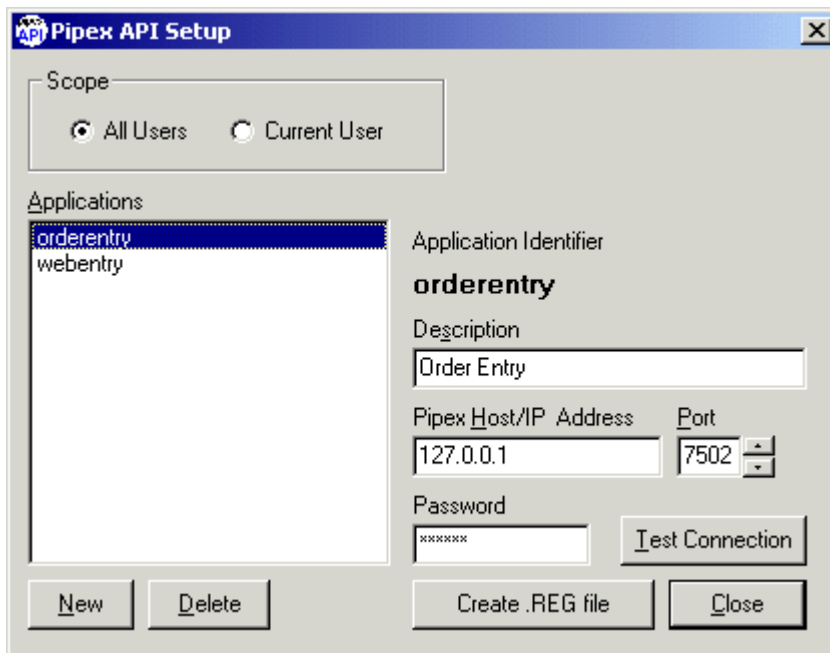 API Pipex API Setup
Scope
All Users Current User
Applications
orderentry
webentry
Application Identifier
orderentry
Description
Order Entry
Pipex Host/IP Address Port
127.0.0.1 7502
Password
××××××
Test Connection
New Delete Create .REG file Close